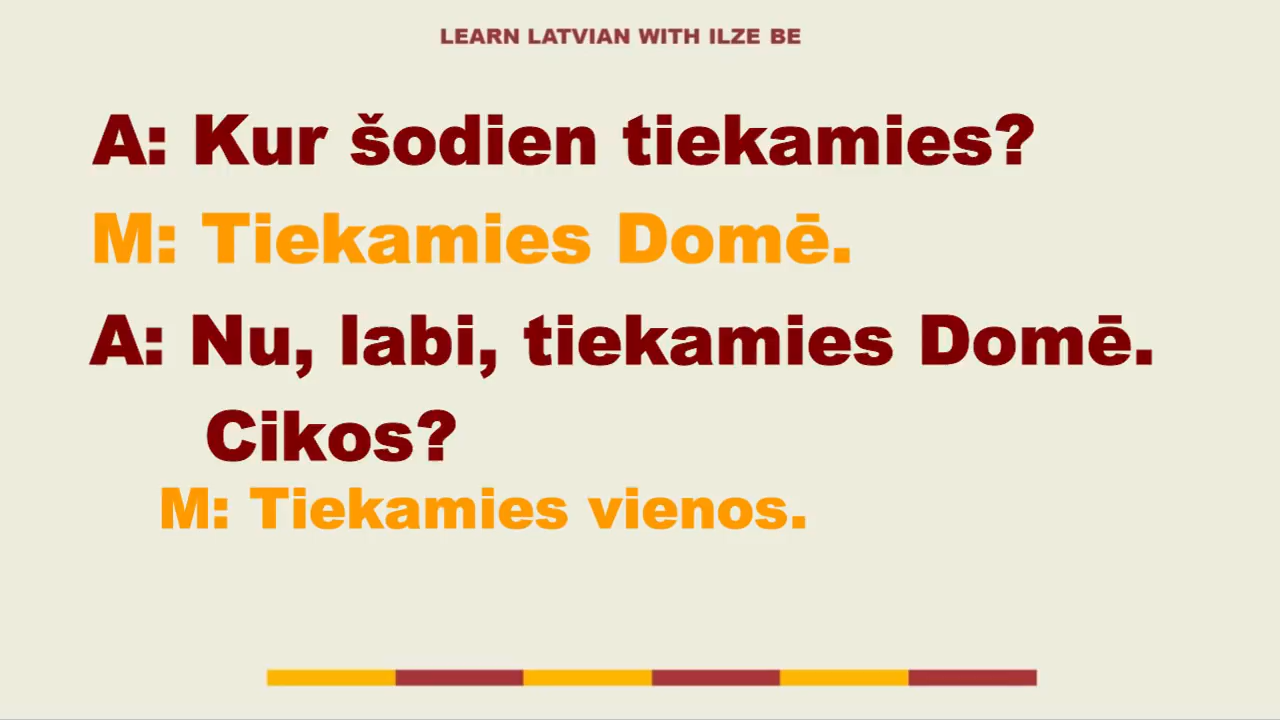 LEARN LATVIAN WITH ILZE BE
A: Kur šodien tiekamies?
M: Tiekamies Domē.
A: Nu, labi, tiekamies Domē.
Cikos?
M: Tiekamies vienos.